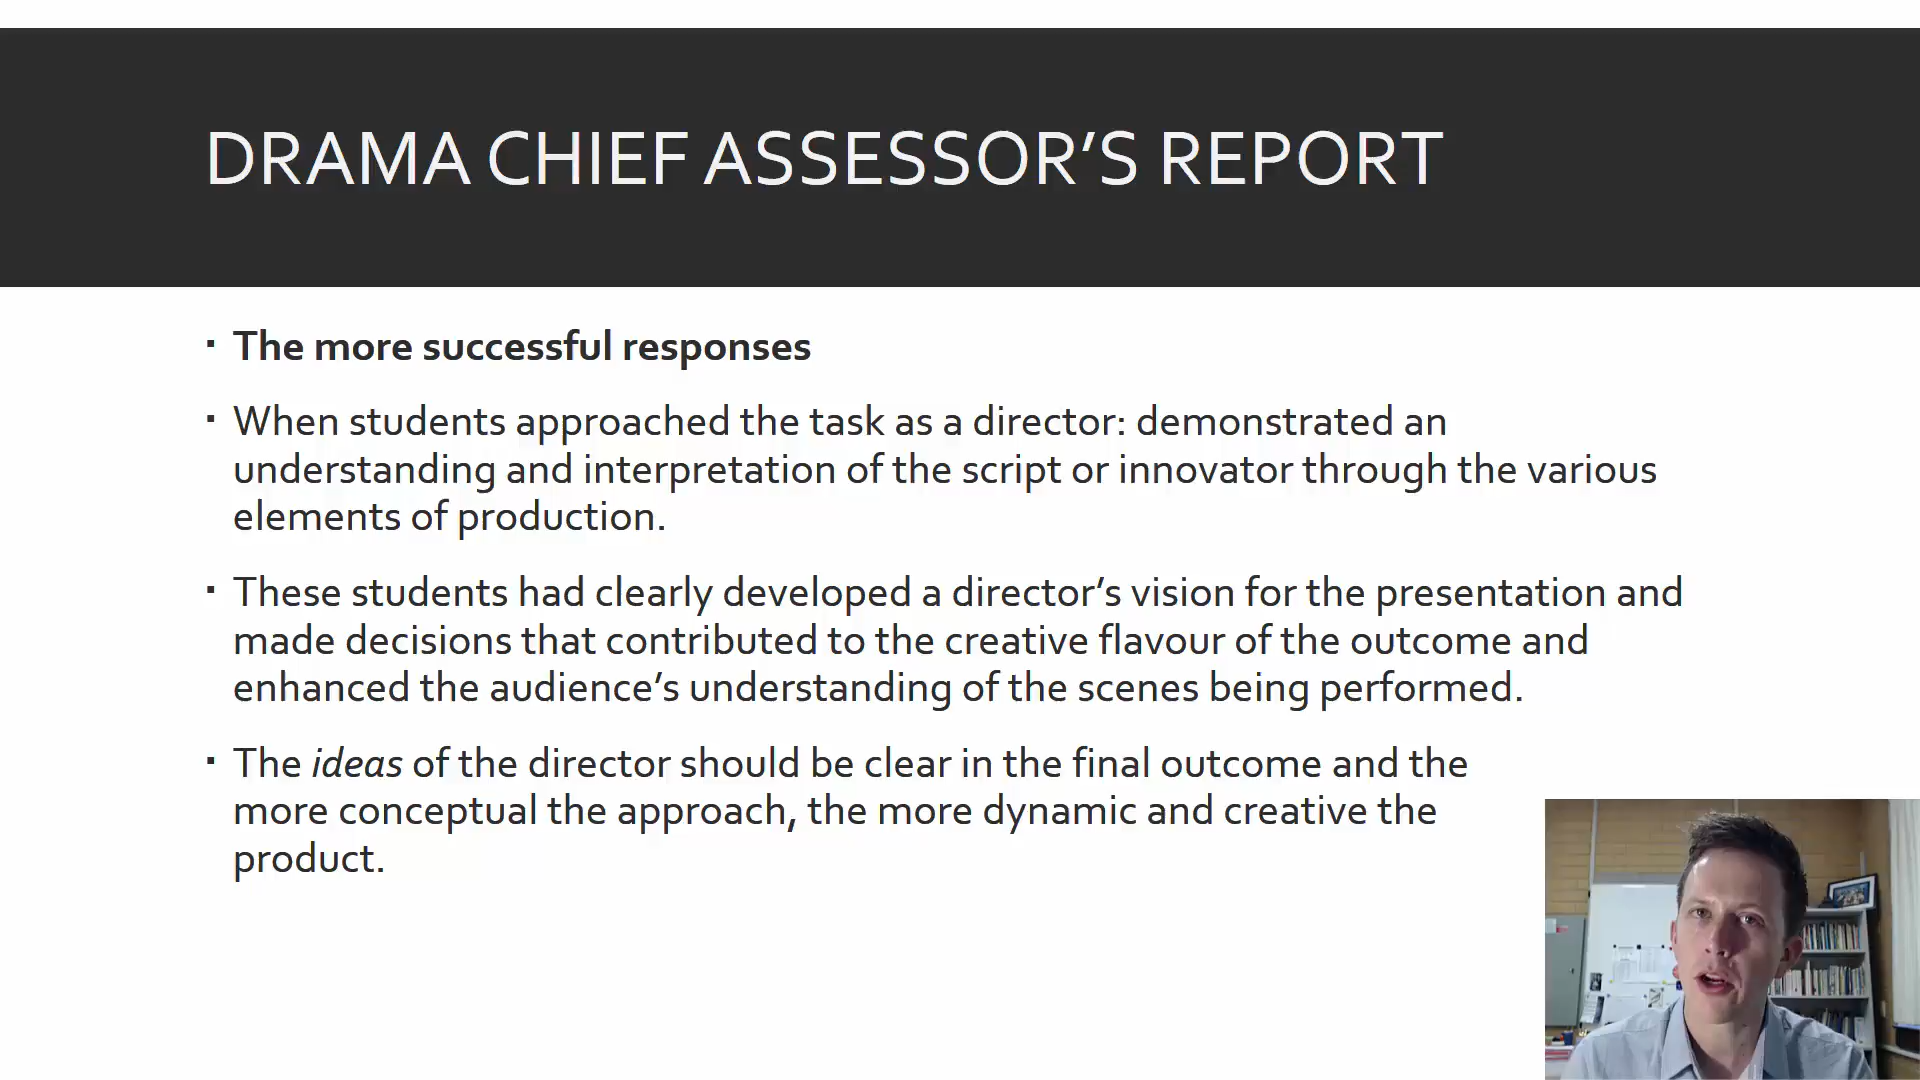 DRAMA CHIEF ASSESSOR’S REPORT
▪ The more successful responses
▪ When students approached the task as a director: demonstrated an
understanding and interpretation of the script or innovator through the various
elements of production.
▪ These students had clearly developed a director’s vision for the presentation and
made decisions that contributed to the creative flavour of the outcome and
enhanced the audience’s understanding of the scenes being performed.
▪ The ideas of the director should be clear in the final outcome and the
more conceptual the approach, the more dynamic and creative the
product.